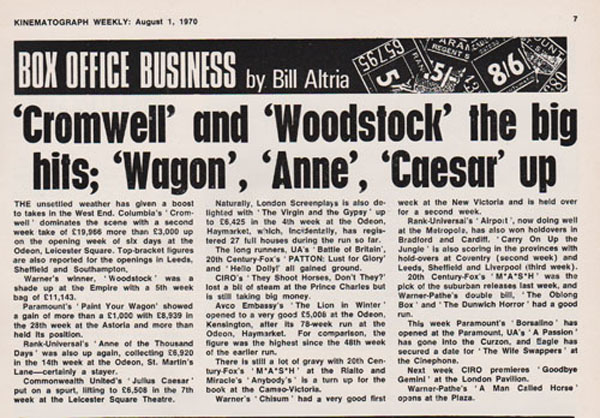 KINEMATOGRAPH WEEKLY: August 1, 1970
7
BOX OFFICE BUSINESS by Bill Altria
'Cromwell' and 'Woodstock' the big
hits; 'Wagon', 'Anne', 'Caesar' up
THE unsettled weather has given a boost
to takes in the West End. Columbia's 'Crom-
well' dominates the scene with a second
week take of £19,966 more than £3,000 up
on the opening week of six days at the
Odeon, Leicester Square. Top-bracket figures
are also reported for the openings in Leeds,
Sheffield and Southampton.
Warner's winner, 'Woodstock' was a
shade up at the Empire with a 5th week
bag of £11,143.
Paramount's 'Paint Your Wagon' showed
a gain of more than a £1,000 with £8,939 in
the 28th week at the Astoria and more than
held its position.
Rank-Universal's 'Anne of the Thousand
Days' was also up again, collecting £6,920
in the 14th week at the Odeon, St. Martin's
Lane—certainly a stayer.
Commonwealth United's 'Julius Caesar'
put on a spurt, lifting to £6,508 in the 7th
week at the Leicester Square Theatre.
Naturally, London Screenplays is also de-
lighted with 'The Virgin and the Gypsy' up
to £6,425 in the 4th week at the Odeon,
Haymarket, which, incidentally, has regis-
tered 27 full houses during the run so far.
The long runners, UA's 'Battle of Britain',
20th Century-Fox's 'PATTON: Lust for Glory'
and 'Hello Dolly!' all gained ground.
CIRO's 'They Shoot Horses, Don't They?'
lost a bit of steam at the Prince Charles but
is still taking big money.
Avco Embassy's 'The Lion in Winter'
opened to a very good £5,008 at the Odeon,
Kensington, after its 78-week run at the
Odeon, Haymarket. For comparison, the
figure was the highest since the 48th week
of the earlier run.
There is still a lot of gravy with 20th Cen-
tury-Fox's 'M*A*S*H' at the Rialto and
Miracle's 'Anybody's' is a turn up for the
book at the Cameo-Victoria.
Warner's 'Chisum' had a very good first
week at the New Victoria and is held over
for a second week.
Rank-Universal's 'Airport', now doing well
at the Metropole, has also won holdovers in
Bradford and Cardiff. 'Carry On Up the
Jungle' is also scoring in the provinces with
hold-overs at Coventry (second week) and
Leeds, Sheffield and Liverpool (third week).
20th Century-Fox's 'M*A*S*H' was the
pick of the suburban releases last week, and
Warner-Pathe's double bill, 'The Oblong
Box' and 'The Dunwich Horror' had a good
run.
This week Paramount's 'Borsalino' has
opened at the Paramount, UA's 'A Passion'
has gone into the Curzon, and Eagle has
secured a date for 'The Wife Swappers' at
the Cinephone.
Next week CIRO premieres 'Goodbye
Gemini' at the London Pavilion.
Warner-Pathe's 'A Man Called Horse'
opens at the Plaza.